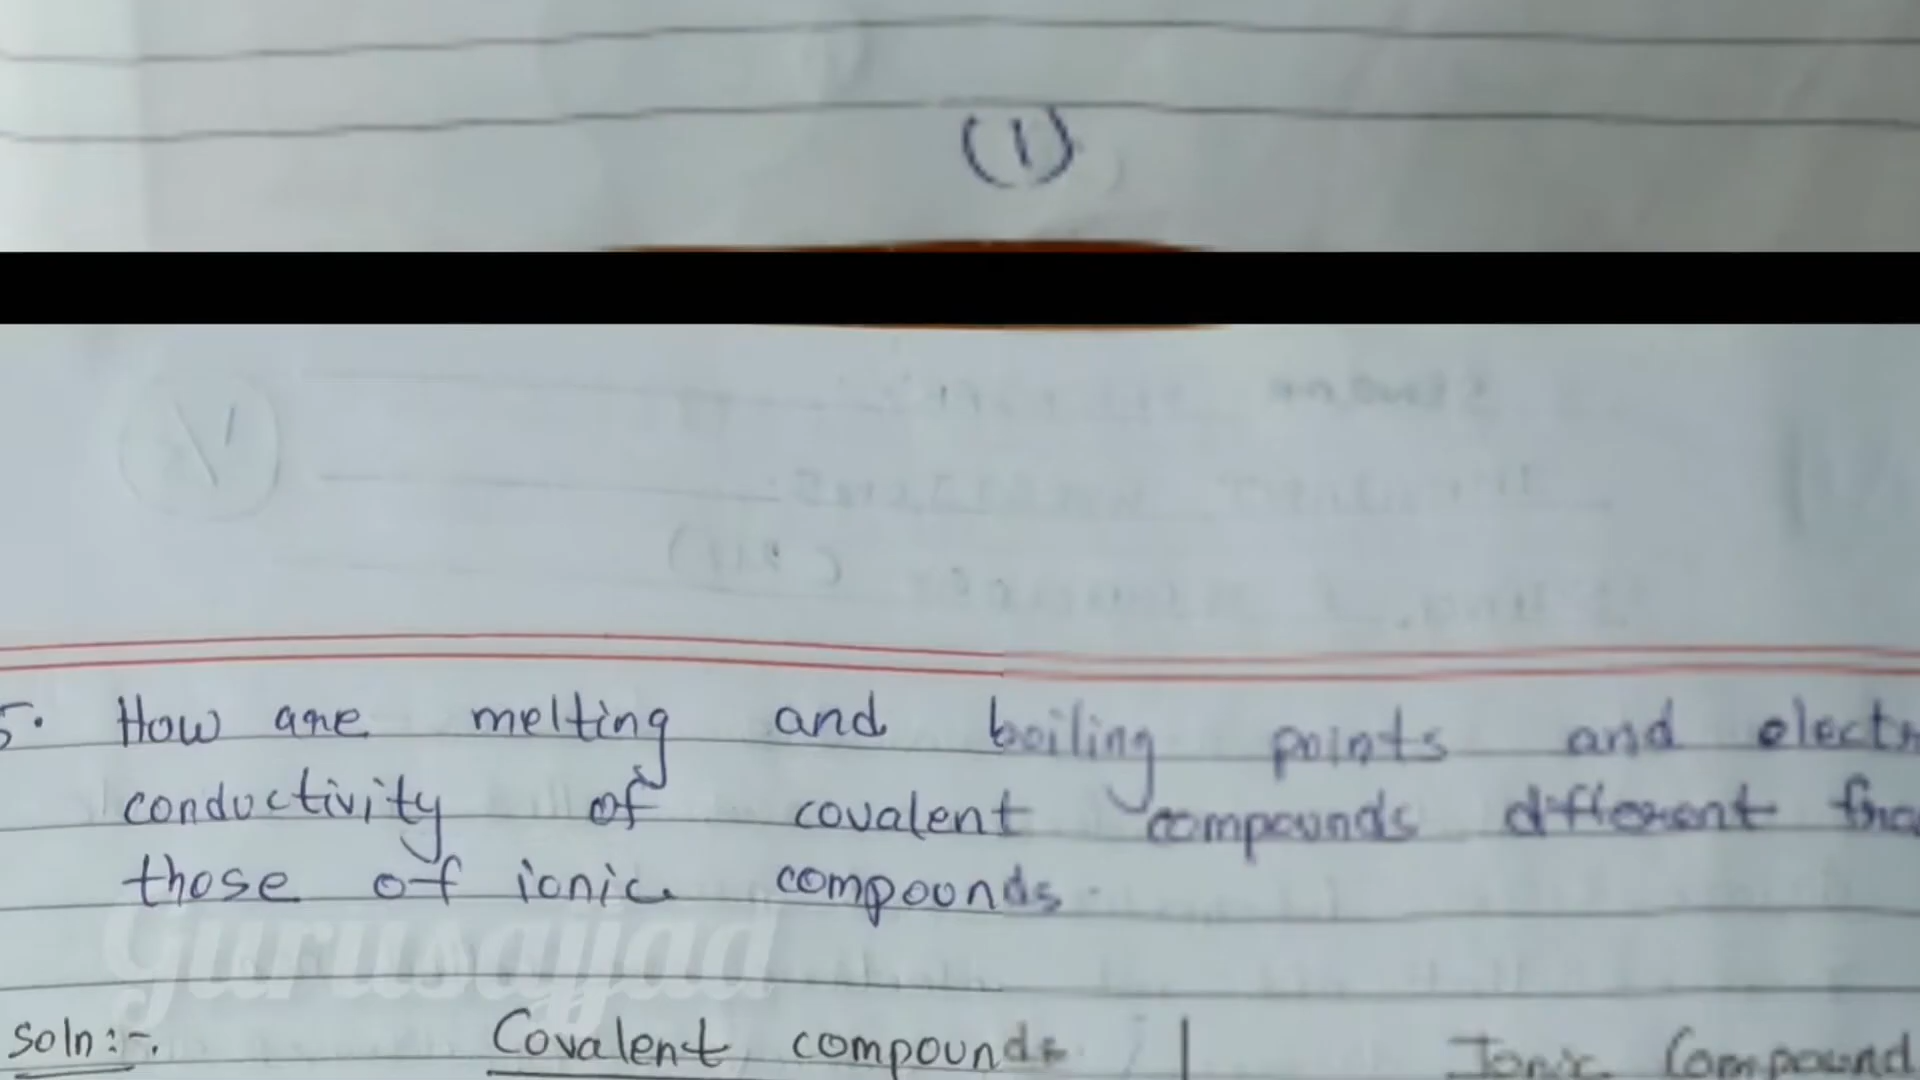 (1)
5. How are melting and boiling points and electr
conductivity of covalent compounds different fro
those of ionic compounds.
Gurusajjad
Soln:-. Covalent compounds | Ionic Compound